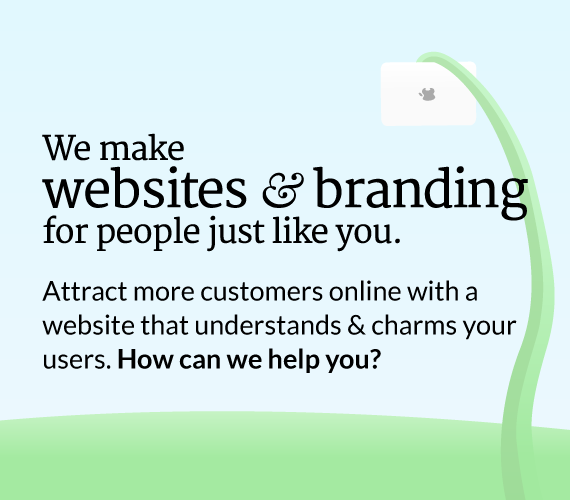 We make
websites & branding
for people just like you.
Attract more customers online with a
website that understands & charms your
users. How can we help you?